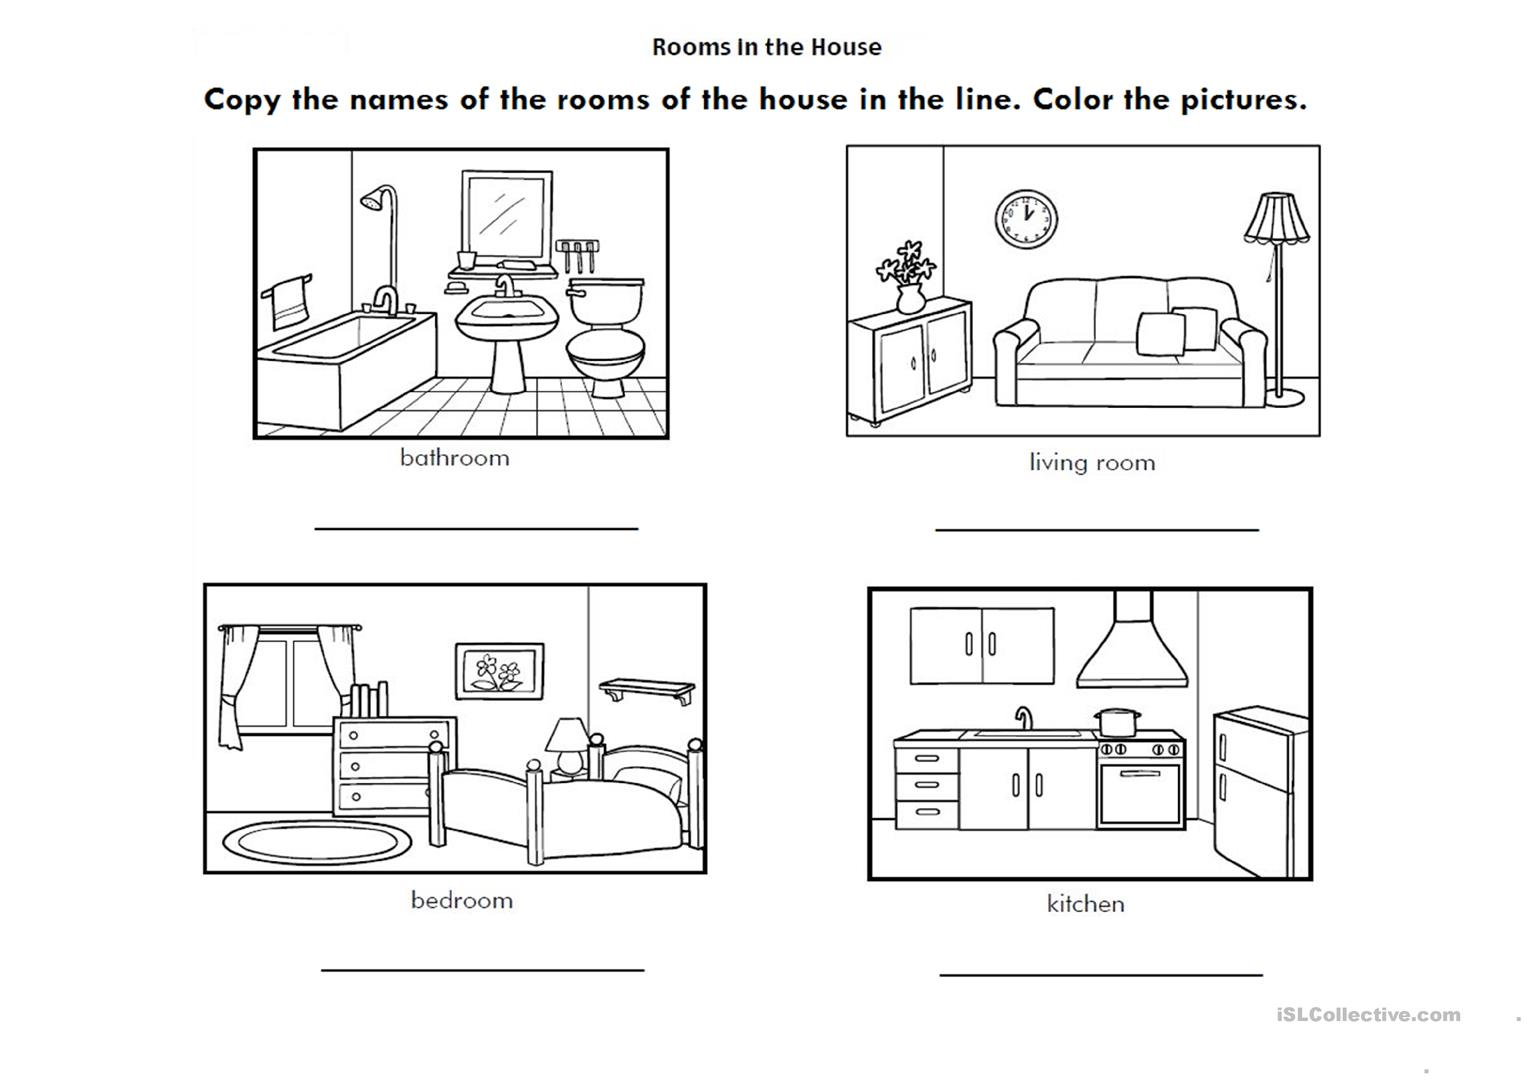 Rooms in the House
Copy the names of the rooms of the house in the line. Color the pictures.
bathroom
living room
bedroom
kitchen
iSLCollective.com